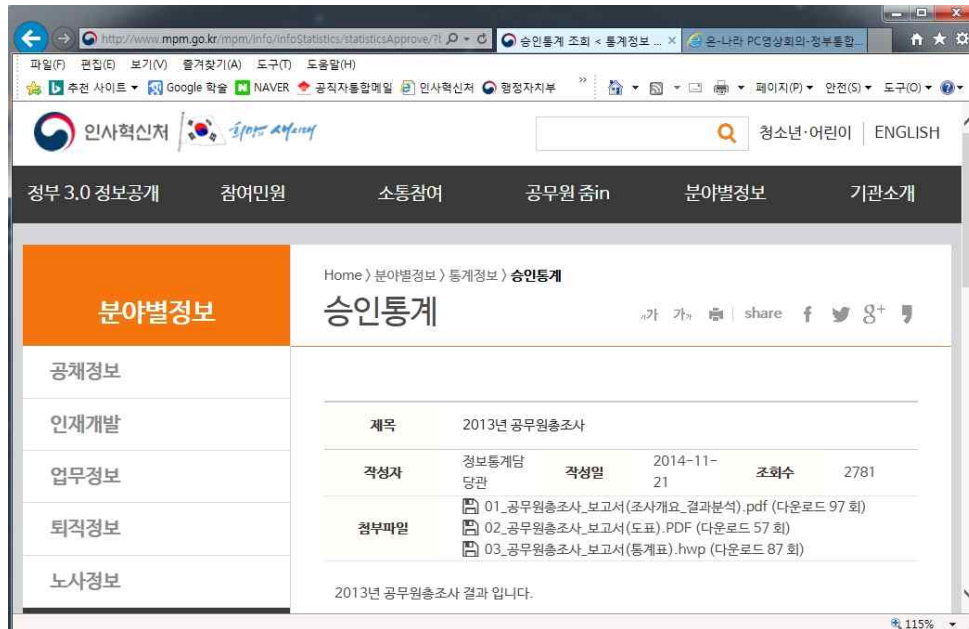 http://www.mpm.go.kr/mpm/info/infoStatistics/statisticsApprove/?t
승인통계 조회 < 통계정보 ...
온-나라 PC영상회의-정부통합...
파일(F) 편집(E) 보기(V) 즐겨찾기(A) 도구(T) 도움말(H)
추천 사이트 Google 학술 NAVER 공직자통합메일 인사혁신처 행정자치부 » 페이지(P) 안전(S) 도구(O)
인사혁신처
청소년·어린이 | ENGLISH
정부 3.0 정보공개 참여민원 소통참여 공무원 줌in 분야별정보 기관소개
Home 〉 분야별정보 〉 통계정보 〉 승인통계
분야별정보
승인통계
가 가 share f g+
공채정보
인재개발
업무정보
퇴직정보
노사정보
제목 2013년 공무원총조사
작성자 정보통계담당관 작성일 2014-11-21 조회수 2781
첨부파일
01_공무원총조사_보고서(조사개요_결과분석).pdf (다운로드 97 회)
02_공무원총조사_보고서(도표).PDF (다운로드 57 회)
03_공무원총조사_보고서(통계표).hwp (다운로드 87 회)
2013년 공무원총조사 결과 입니다.
115%